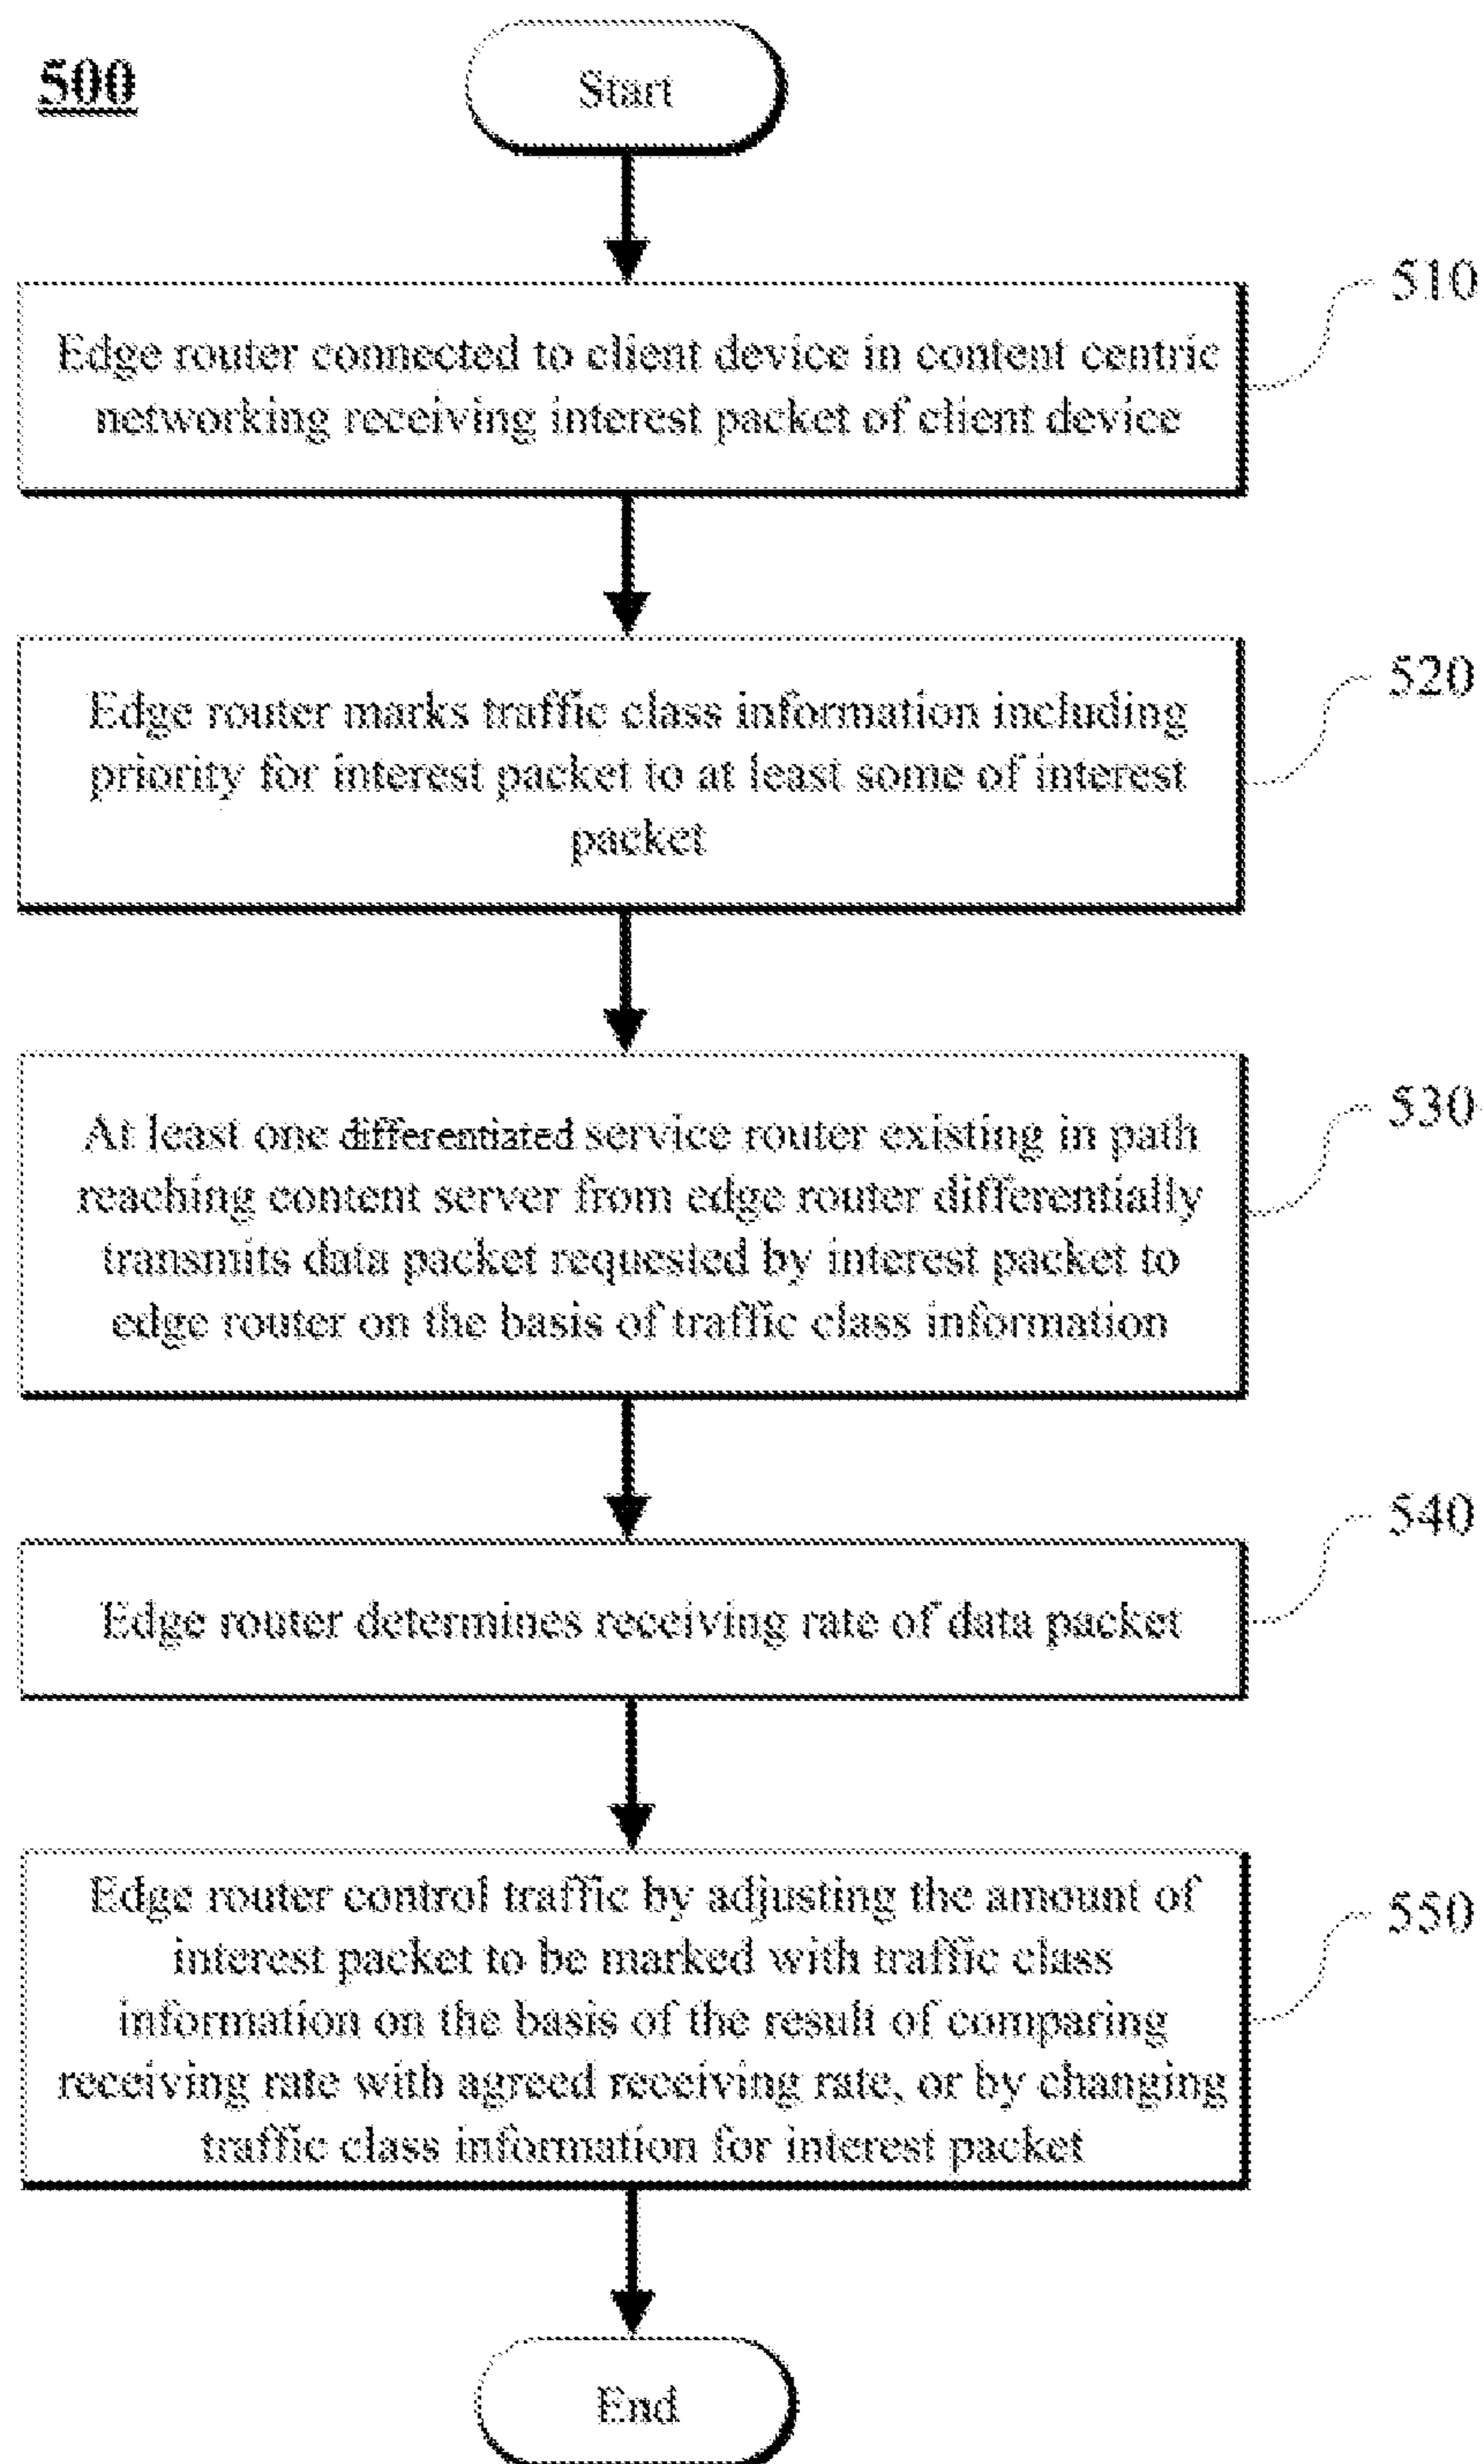 500
Start
510
Edge router connected to client device in content centric
networking receiving interest packet of client device
520
Edge router marks traffic class information including
priority for interest packet to at least some of interest
packet
530
At least one differentiated service router existing in path
reaching content server from edge router differentially
transmits data packet requested by interest packet to
edge router on the basis of traffic class information
540
Edge router determines receiving rate of data packet
550
Edge router control traffic by adjusting the amount of
interest packet to be marked with traffic class
information on the basis of the result of comparing
receiving rate with agreed receiving rate, or by changing
traffic class information for interest packet
End